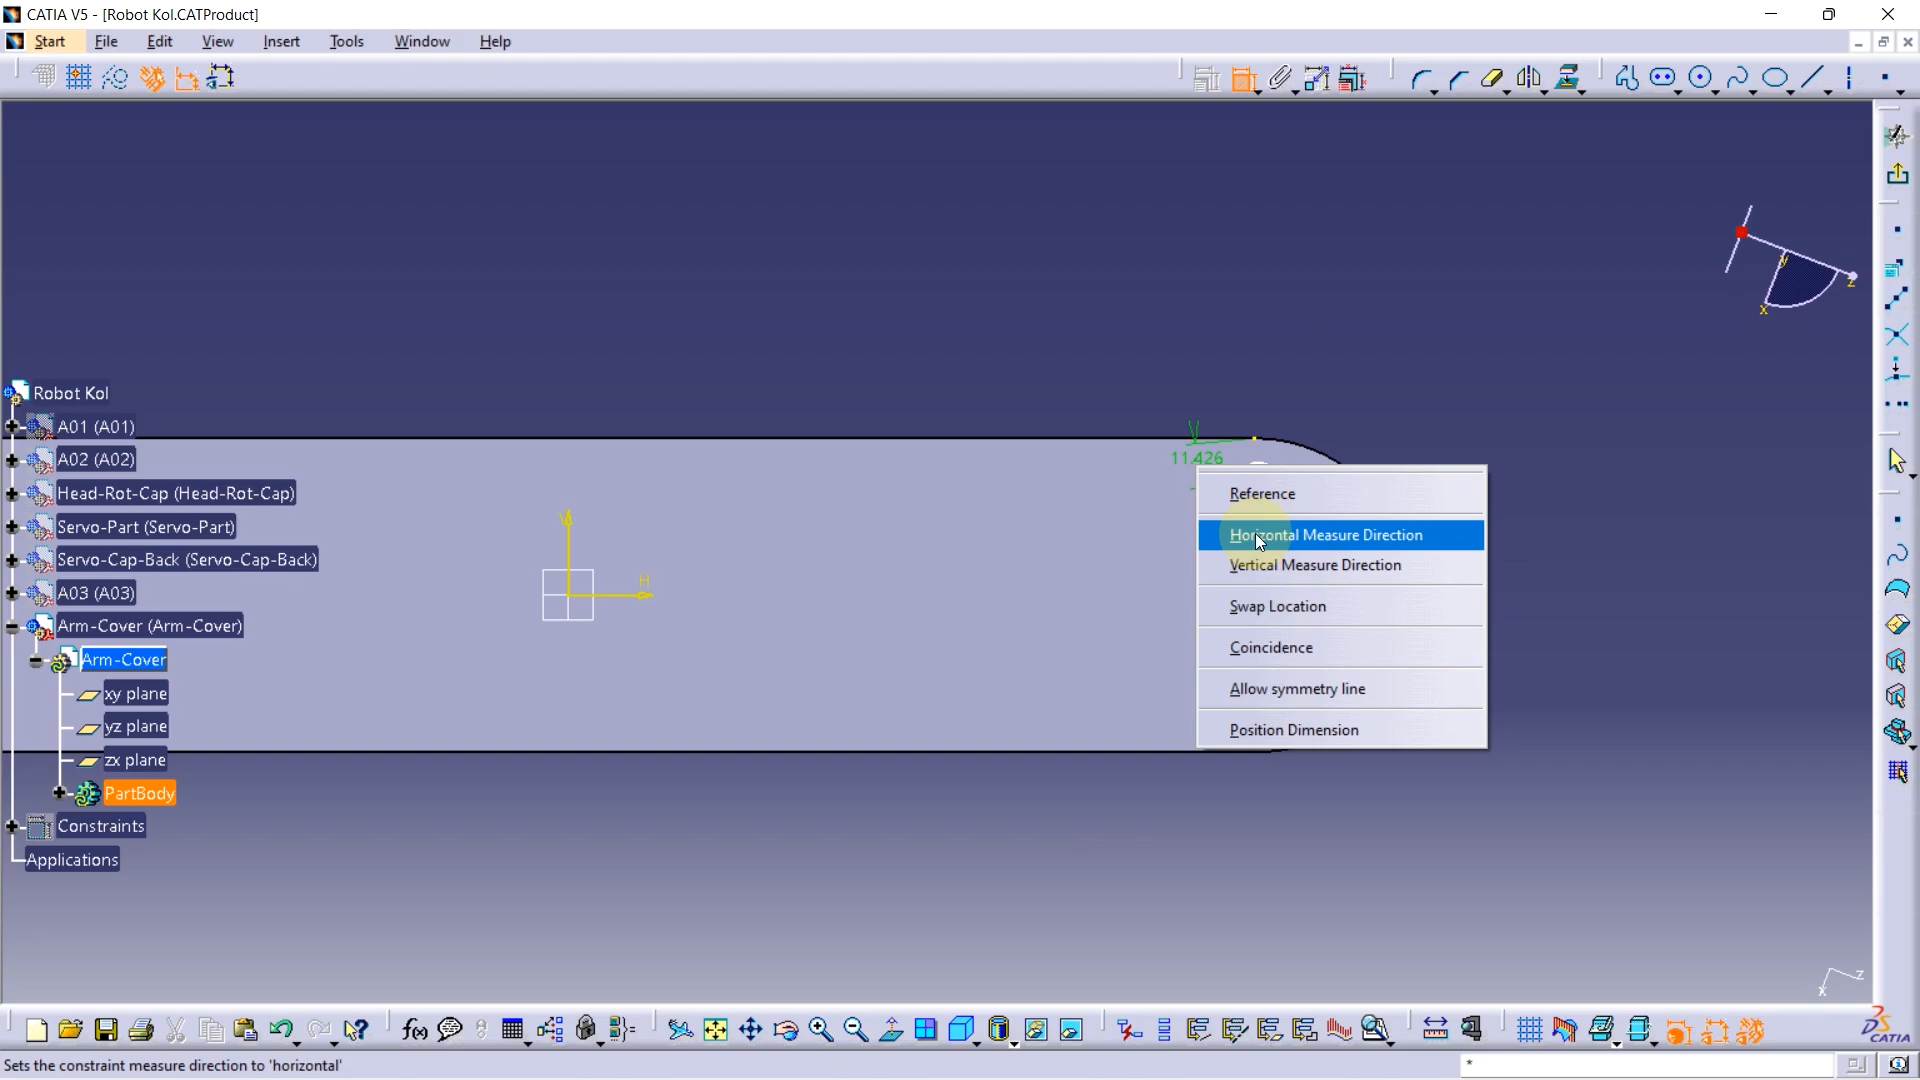 CATIA V5 - [Robot Kol.CATProduct]
Start File Edit View Insert Tools Window Help
y
z
x
Robot Kol
A01 (A01)
A02 (A02)
Head-Rot-Cap (Head-Rot-Cap)
Servo-Part (Servo-Part)
Servo-Cap-Back (Servo-Cap-Back)
A03 (A03)
Arm-Cover (Arm-Cover)
Arm-Cover
xy plane
yz plane
zx plane
PartBody
Constraints
Applications
V
H
V
11.426
Reference
Horizontal Measure Direction
Vertical Measure Direction
Swap Location
Coincidence
Allow symmetry line
Position Dimension
z
x
f(x)
CATIA
Sets the constraint measure direction to 'horizontal'
*